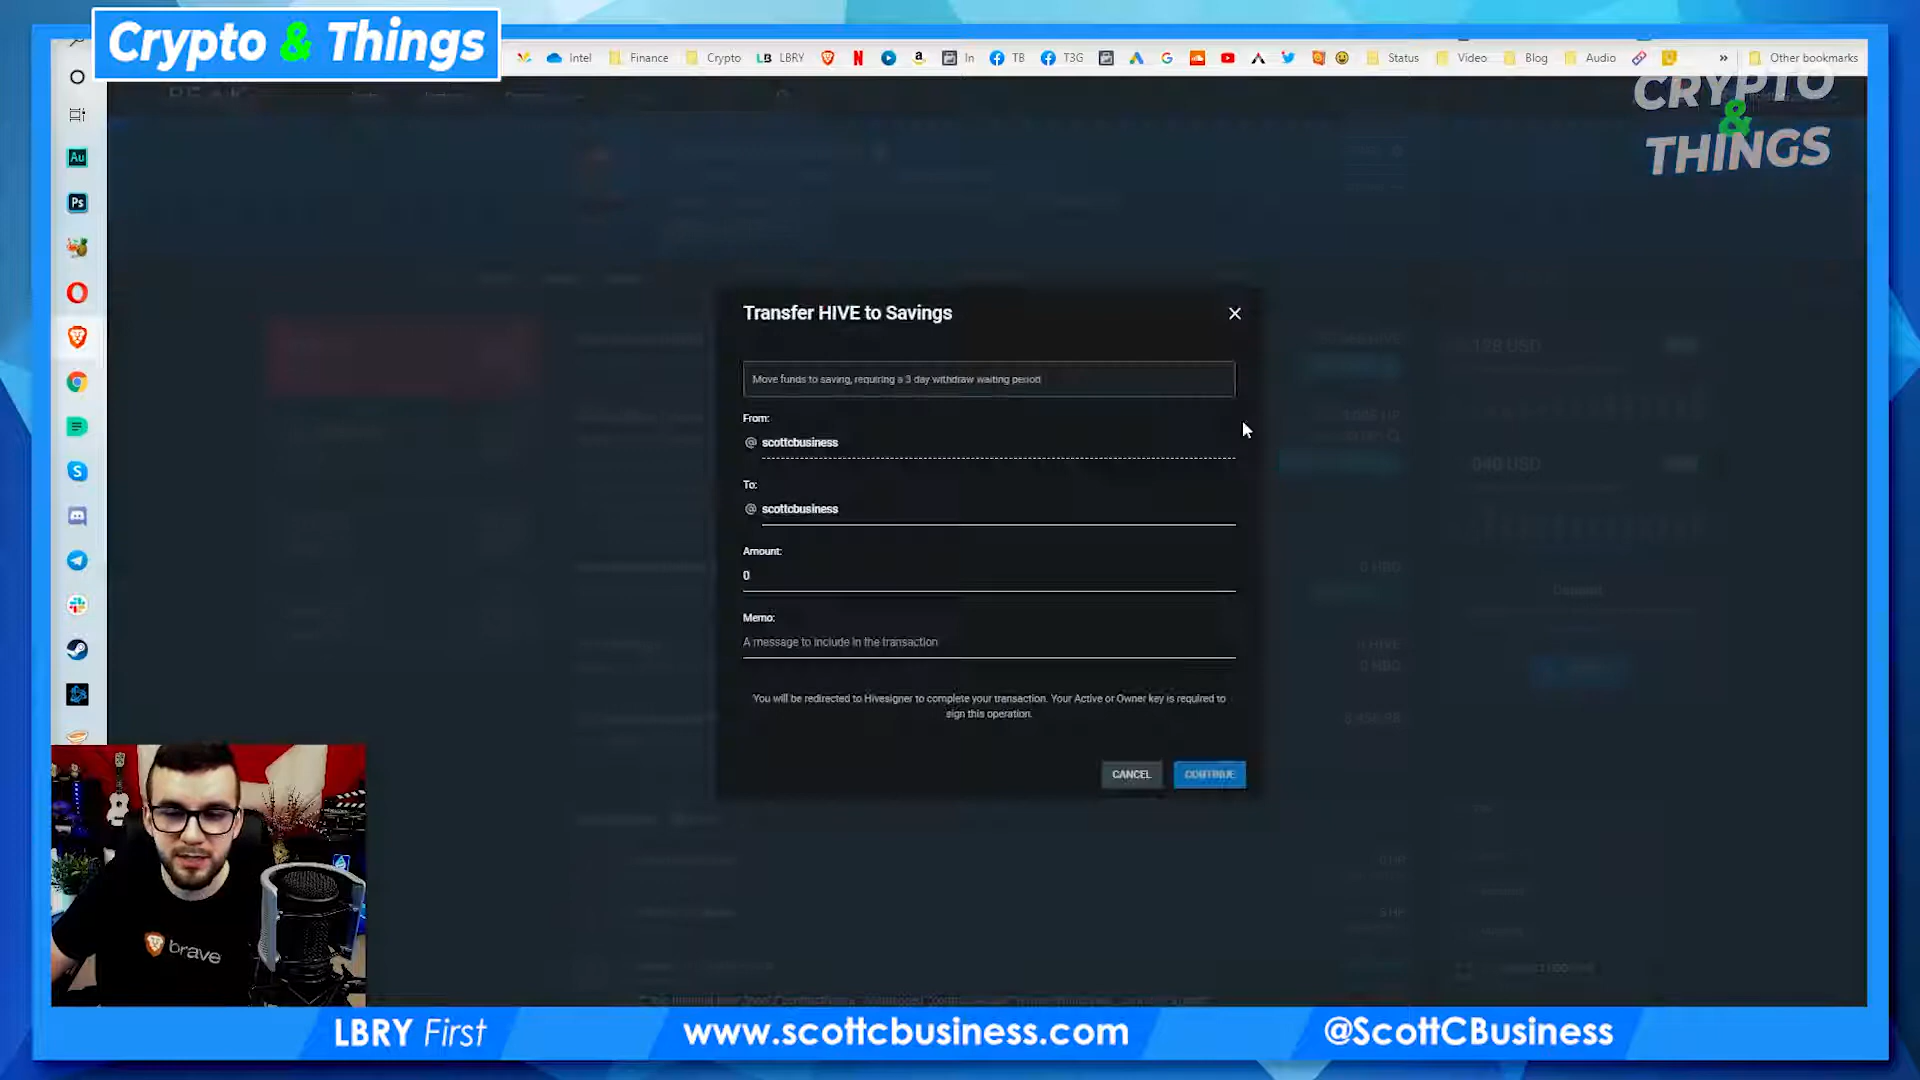 Crypto & Things
Intel
Finance
Crypto
LB LBRY
In
TB
T3G
Status
Video
Blog
Audio
»
Other bookmarks
CRYPTO
&
THINGS
Au
Ps
Transfer HIVE to Savings
Move funds to saving, requiring a 3 day withdraw waiting period
From:
@ scottcbusiness
To:
@ scottcbusiness
Amount:
0
Memo:
A message to include in the transaction
You will be redirected to Hivesigner to complete your transaction. Your Active or Owner key is required to
sign this operation.
CANCEL
CONTINUE
brave
LBRY First
www.scottcbusiness.com
@ScottCBusiness